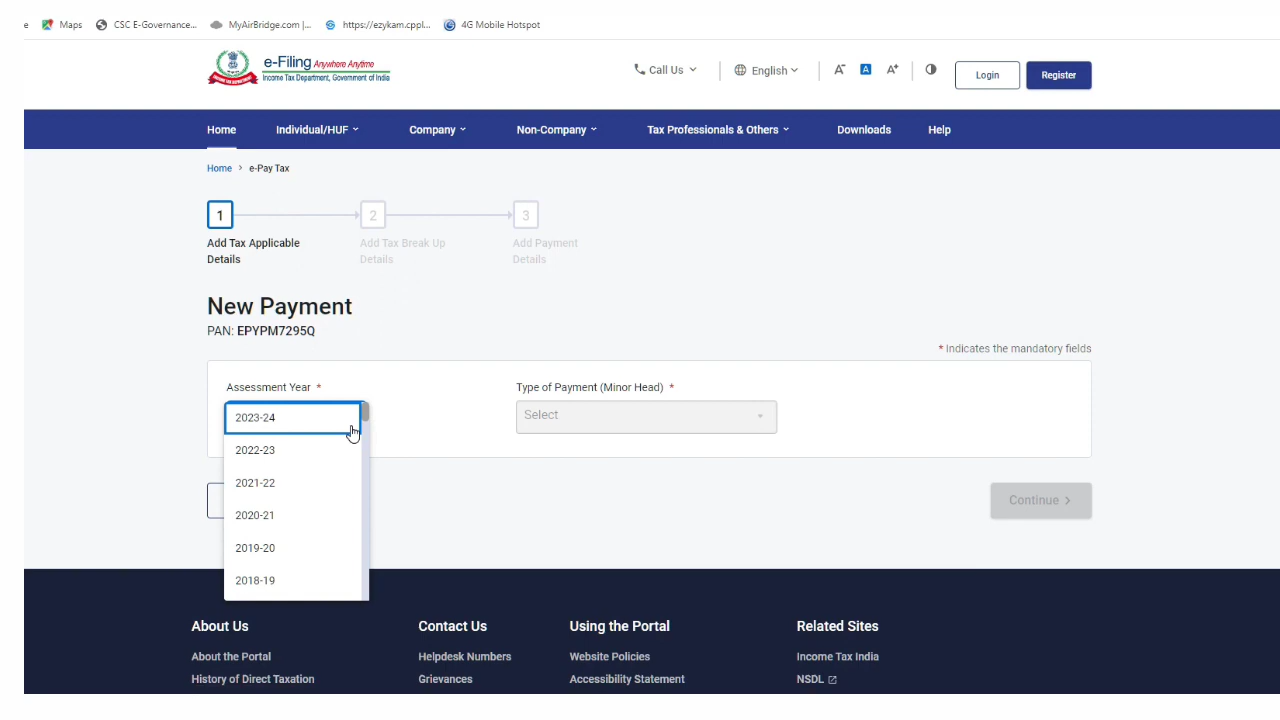 e Maps CSC E-Governance... MyAirBridge.com |... https://ezykam.cppl... 4G Mobile Hotspot
e-Filing Anywhere Anytime
Income Tax Department, Government of India
Call Us English A- A A+ Login Register
Home Individual/HUF Company Non-Company Tax Professionals & Others Downloads Help
Home > e-Pay Tax
1 2 3
Add Tax Applicable Details
Add Tax Break Up Details
Add Payment Details
New Payment
PAN: EPYPM7295Q
* Indicates the mandatory fields
Assessment Year * Type of Payment (Minor Head) *
2023-24 Select
2022-23
2021-22
Continue >
2020-21
2019-20
2018-19
About Us Contact Us Using the Portal Related Sites
About the Portal Helpdesk Numbers Website Policies Income Tax India
History of Direct Taxation Grievances Accessibility Statement NSDL